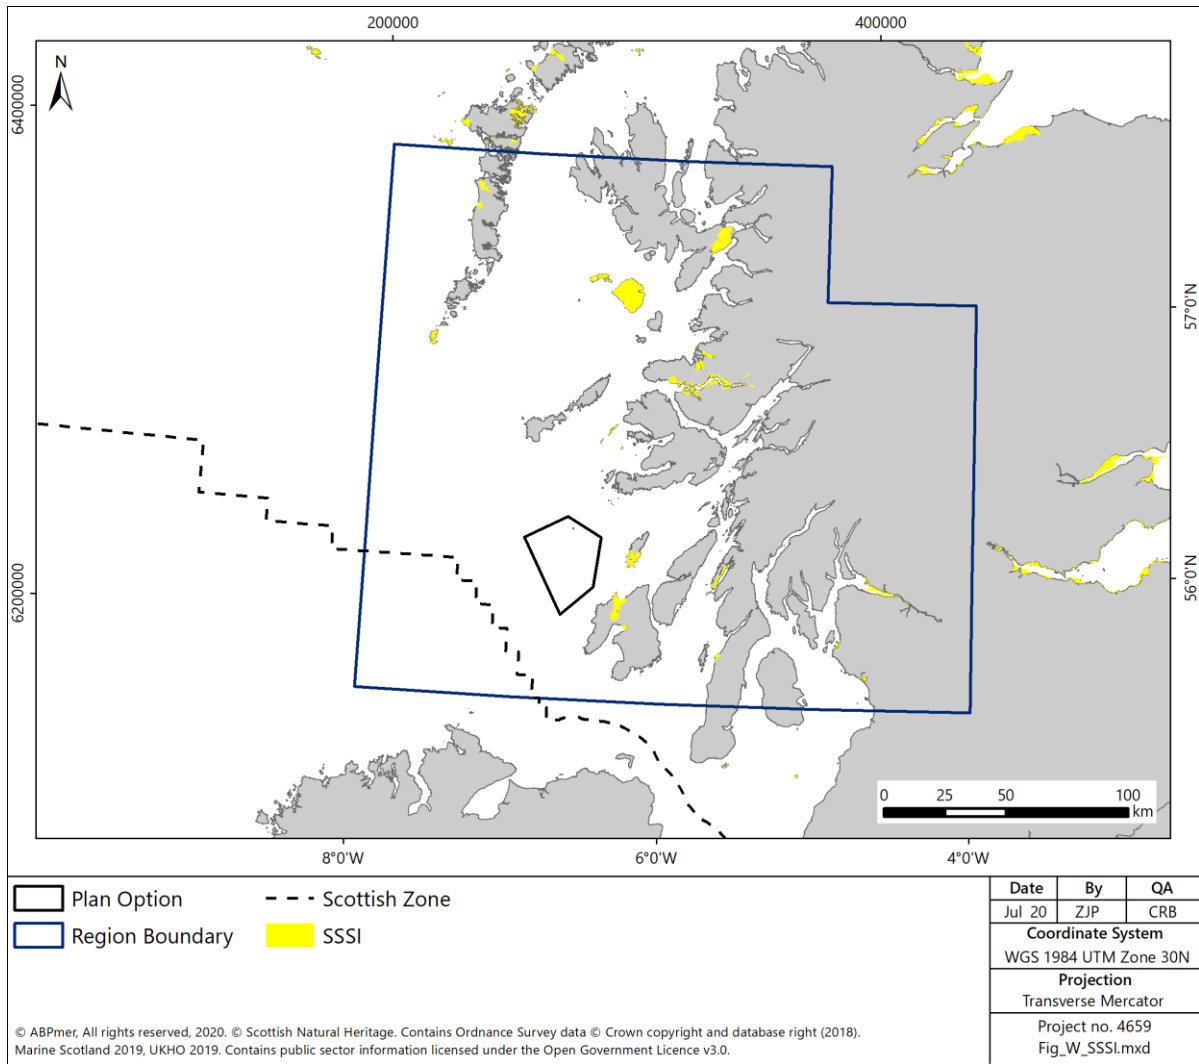 200000
400000
N
6400000
6200000
57°0'N
56°0'N
0
25
50
100
km
8°0'W
6°0'W
4°0'W
Plan Option
Scottish Zone
Region Boundary
SSSI
Date By QA
Jul 20 ZJP CRB
Coordinate System
WGS 1984 UTM Zone 30N
Projection
Transverse Mercator
Project no. 4659
Fig_W_SSSI.mxd
© ABPmer, All rights reserved, 2020. © Scottish Natural Heritage. Contains Ordnance Survey data © Crown copyright and database right (2018).
Marine Scotland 2019, UKHO 2019. Contains public sector information licensed under the Open Government Licence v3.0.